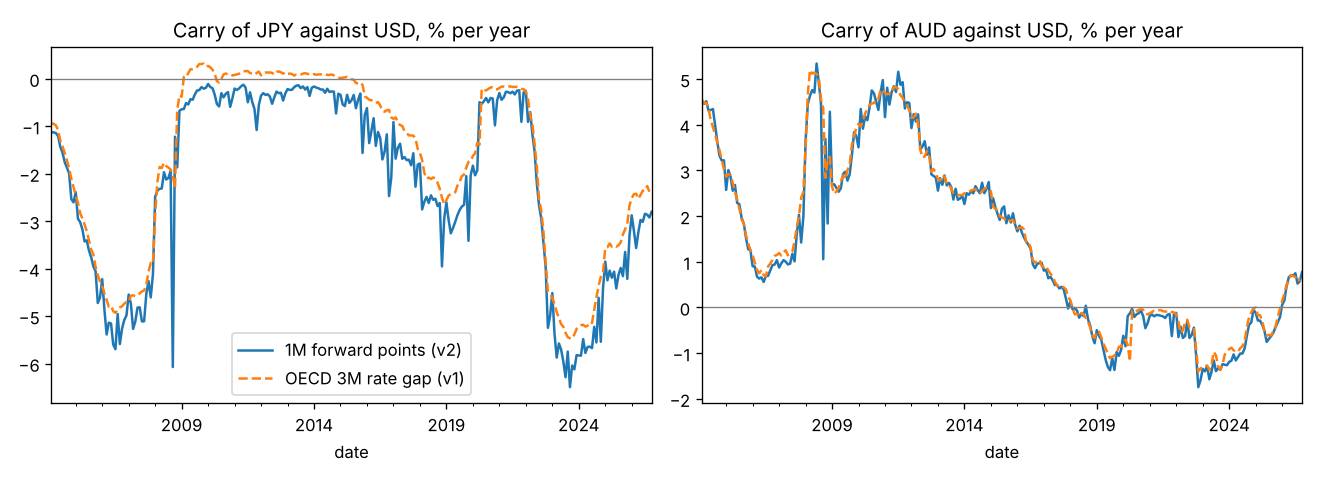 Carry of JPY against USD, % per year
0
−1
−2
−3
−4
−5
−6
1M forward points (v2)
OECD 3M rate gap (v1)
2009 2014 2019 2024
date
Carry of AUD against USD, % per year
5
4
3
2
1
0
−1
−2
2009 2014 2019 2024
date